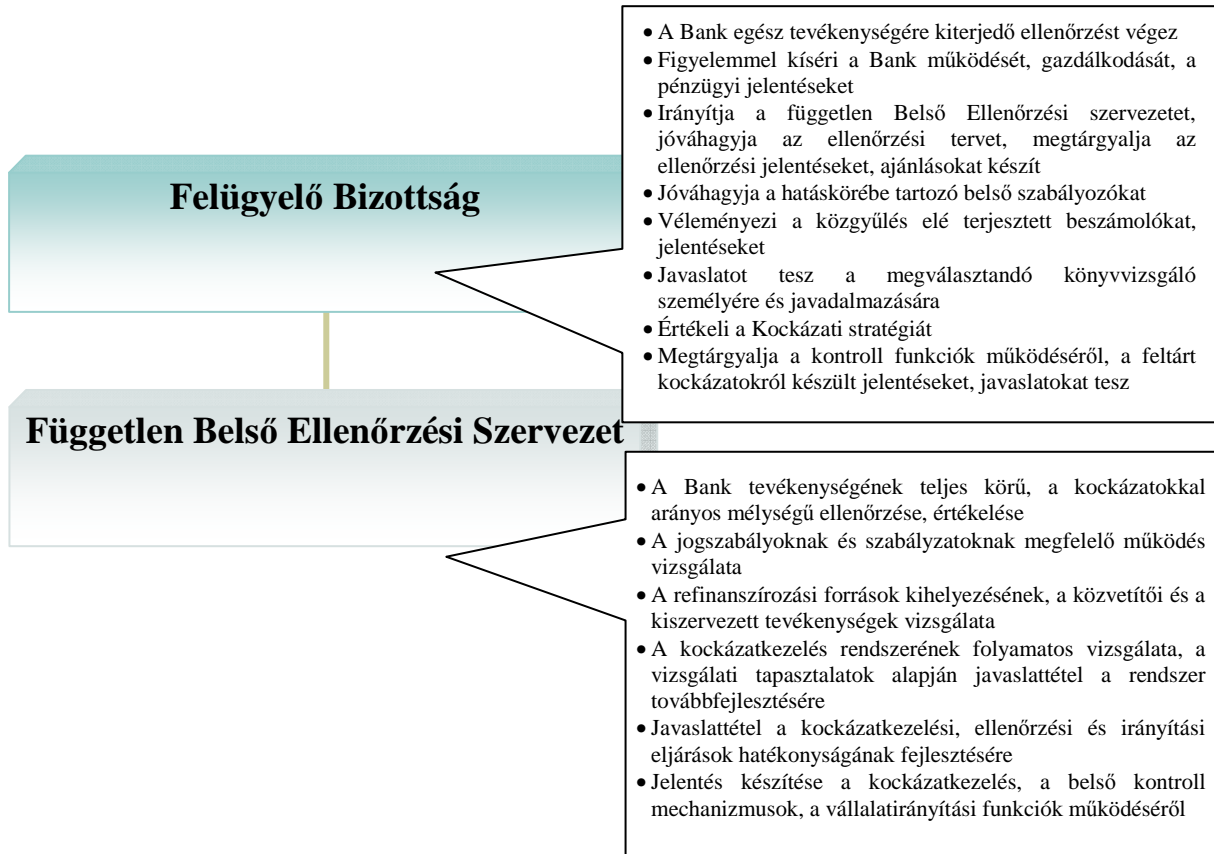 Felügyelő Bizottság
• A Bank egész tevékenységére kiterjedő ellenőrzést végez
• Figyelemmel kíséri a Bank működését, gazdálkodását, a
pénzügyi jelentéseket
• Irányítja a független Belső Ellenőrzési szervezetet,
jóváhagyja az ellenőrzési tervet, megtárgyalja az
ellenőrzési jelentéseket, ajánlásokat készít
• Jóváhagyja a hatáskörébe tartozó belső szabályozókat
• Véleményezi a közgyűlés elé terjesztett beszámolókat,
jelentéseket
• Javaslatot tesz a megválasztandó könyvvizsgáló
személyére és javadalmazására
• Értékeli a Kockázati stratégiát
• Megtárgyalja a kontroll funkciók működéséről, a feltárt
kockázatokról készült jelentéseket, javaslatokat tesz
Független Belső Ellenőrzési Szervezet
• A Bank tevékenységének teljes körű, a kockázatokkal
arányos mélységű ellenőrzése, értékelése
• A jogszabályoknak és szabályzatoknak megfelelő működés
vizsgálata
• A refinanszírozási források kihelyezésének, a közvetítői és a
kiszervezett tevékenységek vizsgálata
• A kockázatkezelés rendszerének folyamatos vizsgálata, a
vizsgálati tapasztalatok alapján javaslattétel a rendszer
továbbfejlesztésére
• Javaslattétel a kockázatkezelési, ellenőrzési és irányítási
eljárások hatékonyságának fejlesztésére
• Jelentés készítése a kockázatkezelés, a belső kontroll
mechanizmusok, a vállalatirányítási funkciók működéséről